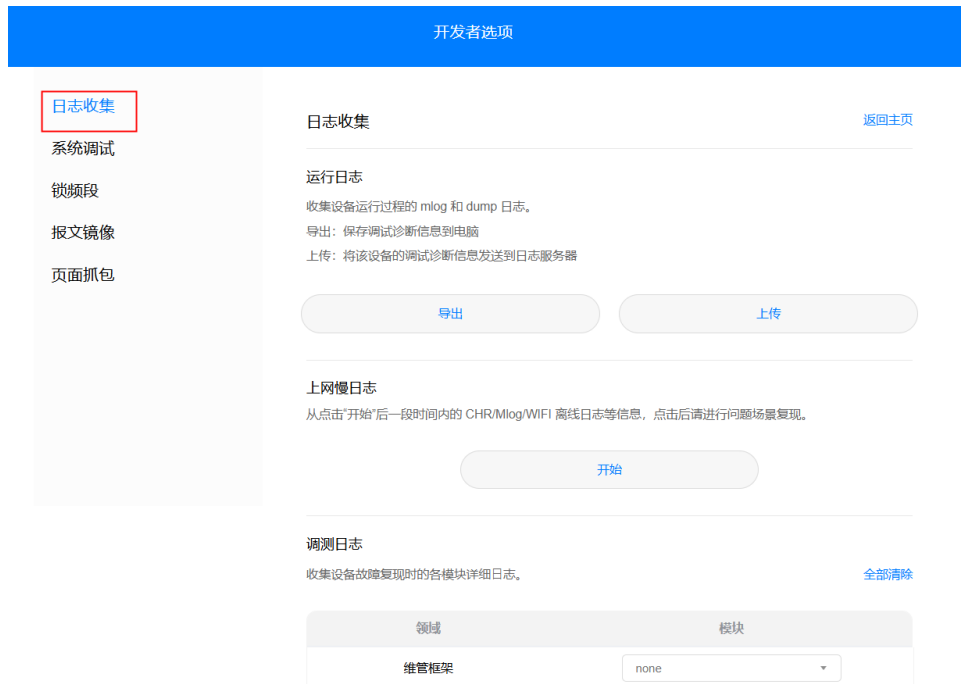 开发者选项
日志收集
系统调试
锁频段
报文镜像
页面抓包
日志收集
返回主页
运行日志
收集设备运行过程的 mlog 和 dump 日志。
导出：保存调试诊断信息到电脑
上传：将该设备的调试诊断信息发送到日志服务器
导出
上传
上网慢日志
从点击“开始”后一段时间内的 CHR/Mlog/WIFI 离线日志等信息，点击后请进行问题场景复现。
开始
调测日志
收集设备故障复现时的各模块详细日志。
全部清除
领域 模块
维管框架 none